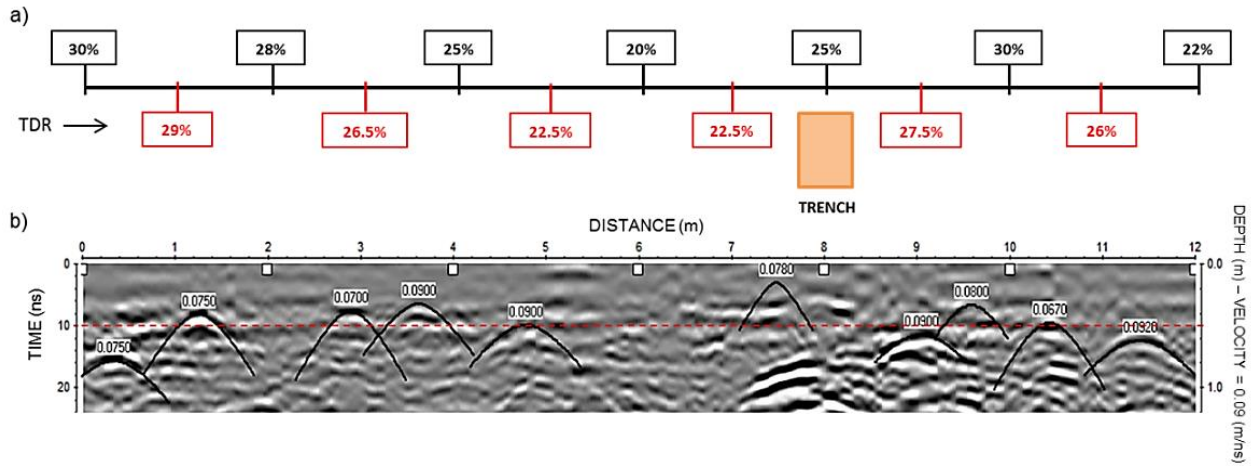 a)
30% 28% 25% 20% 25% 30% 22%
TDR
29% 26.5% 22.5% 22.5% 27.5% 26%
TRENCH
b)
DISTANCE (m)
0 1 2 3 4 5 6 7 8 9 10 11 12
TIME (ns)
0 10 20
0.0750 0.0750 0.0700 0.0900 0.0900 0.0780 0.0900 0.0800 0.0670 0.0920
0.0 1.0
DEPTH (m) – VELOCITY = 0.09 (m/ns)